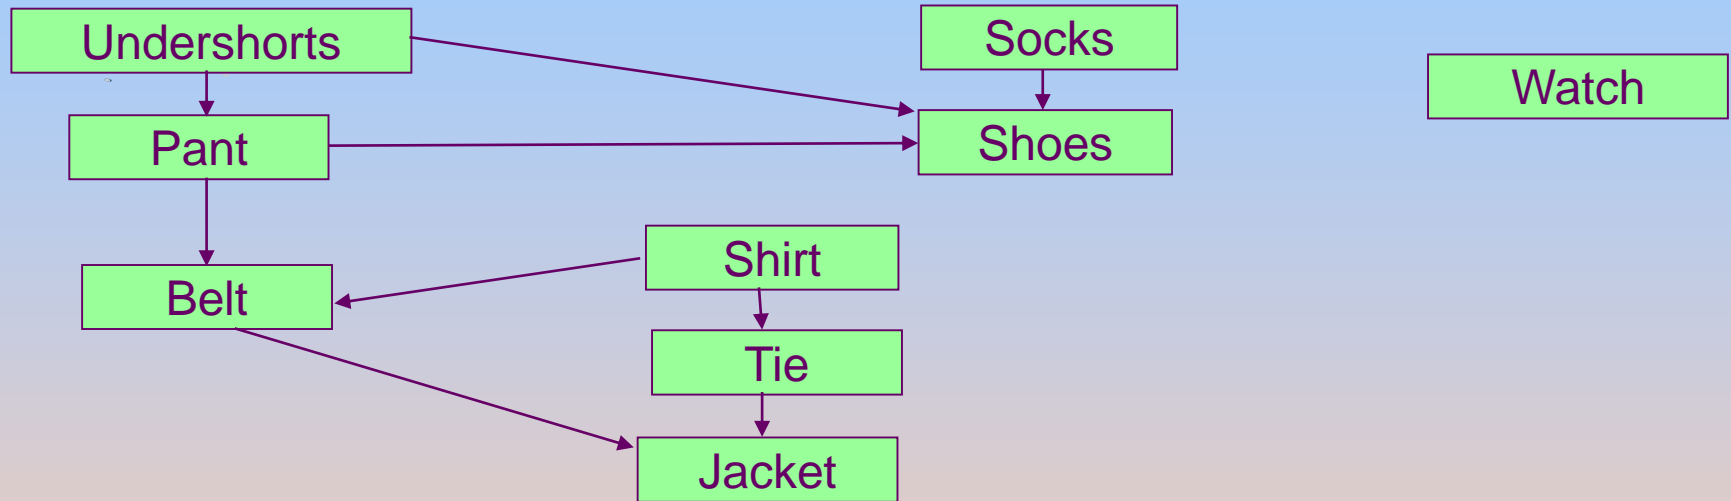 Undershorts
Socks
Watch
Pant
Shoes
Shirt
Belt
Tie
Jacket